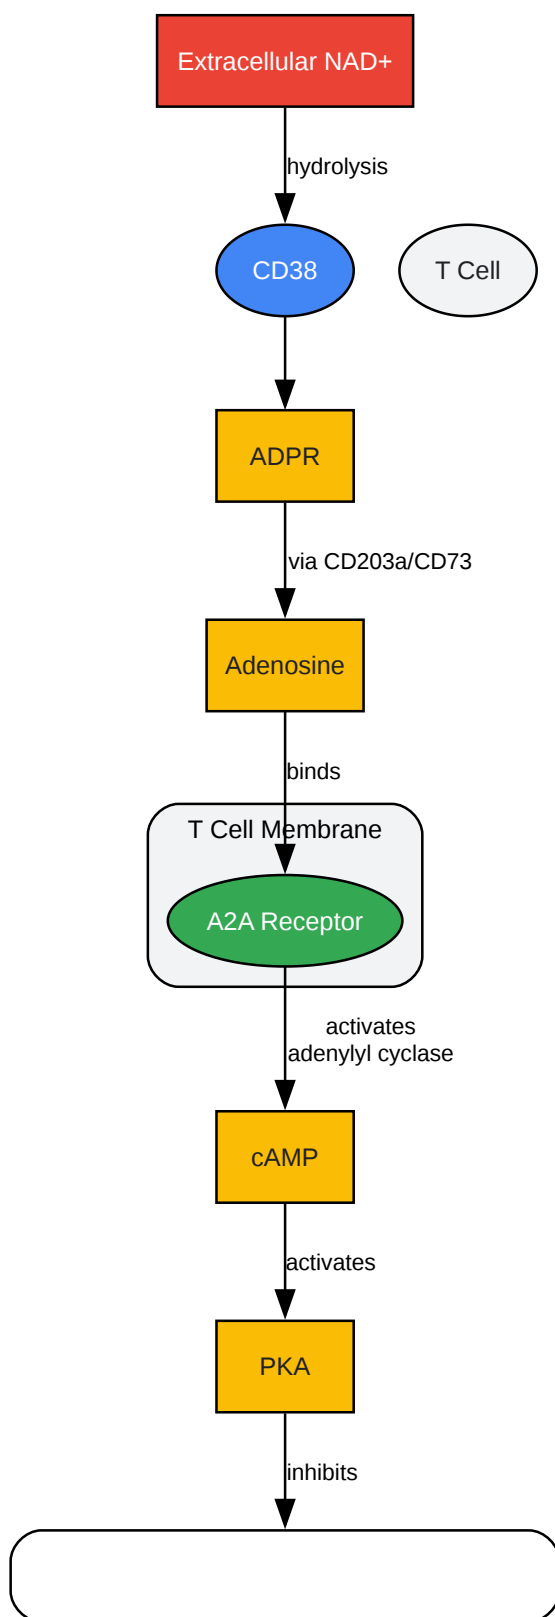 Extracellular NAD+
hydrolysis
CD38
T Cell
ADPR
via CD203a/CD73
Adenosine
binds
T Cell Membrane
A2A Receptor
activates
adenylyl cyclase
cAMP
activates
PKA
inhibits